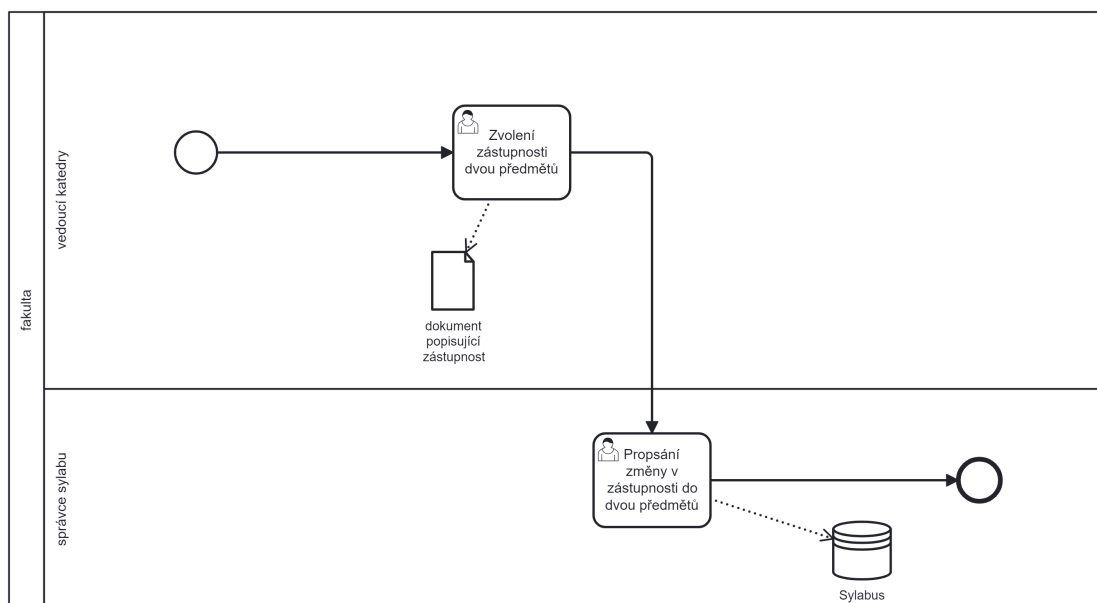 fakulta
vedoucí katedry
Zvolení
zástupnosti
dvou předmětů
dokument
popisující
zástupnost
správce sylabu
Propsání
změny v
zástupnosti do
dvou předmětů
Sylabus